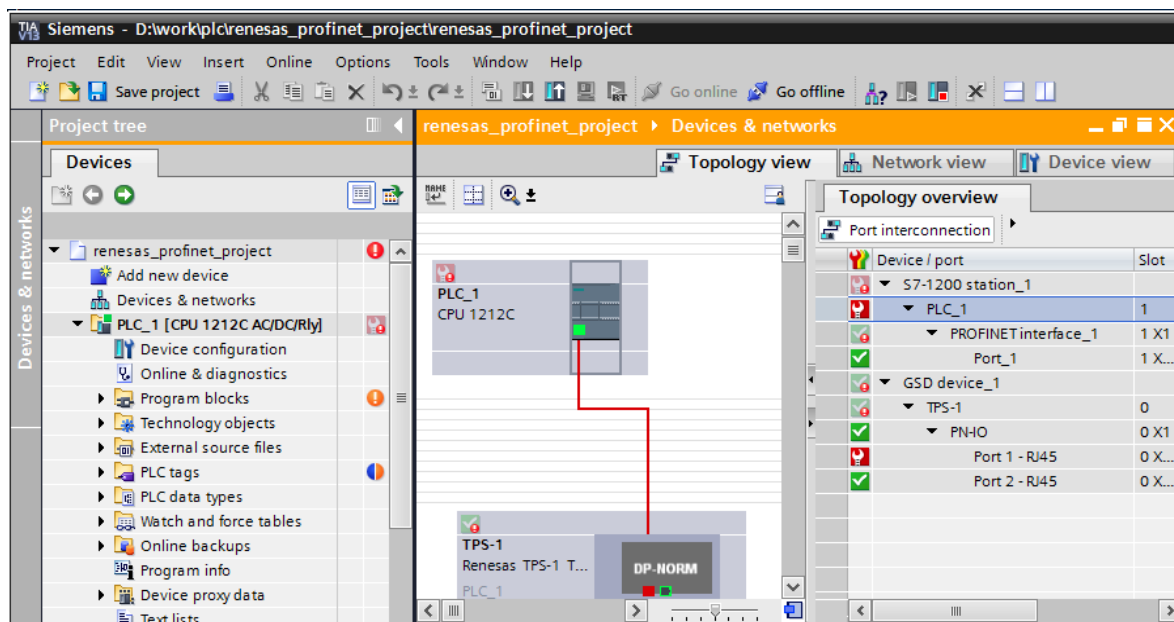 TIA V13 Siemens - D:\work\plc\renesas_profinet_project\renesas_profinet_project
Project Edit View Insert Online Options Tools Window Help
Save project Go online Go offline
Project tree
Devices
Devices & networks
renesas_profinet_project
Add new device
Devices & networks
PLC_1 [CPU 1212C AC/DC/Rly]
Device configuration
Online & diagnostics
Program blocks
Technology objects
External source files
PLC tags
PLC data types
Watch and force tables
Online backups
Program info
Device proxy data
Text lists
renesas_profinet_project Devices & networks
Topology view Network view Device view
PLC_1
CPU 1212C
TPS-1
Renesas TPS-1 T...
PLC_1
DP-NORM
Topology overview
Port interconnection
Device / port Slot
S7-1200 station_1
PLC_1 1
PROFINET interface_1 1 X1
Port_1 1 X...
GSD device_1
TPS-1 0
PN-IO 0 X1
Port 1 - RJ45 0 X...
Port 2 - RJ45 0 X...